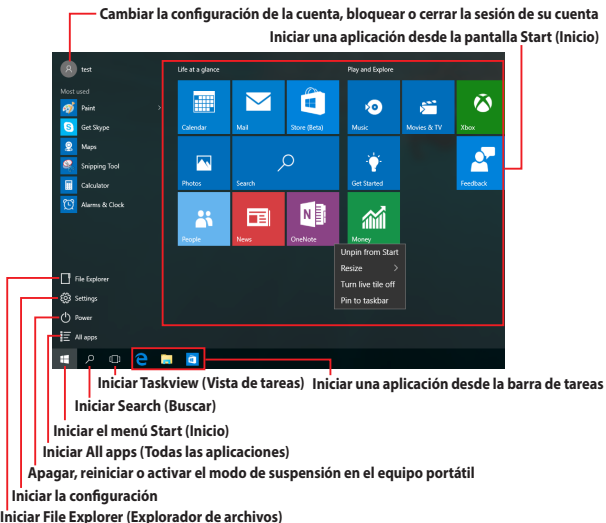 Cambiar la configuración de la cuenta, bloquear o cerrar la sesión de su cuenta
Iniciar una aplicación desde la pantalla Start (Inicio)
test
Life at a glance
Play and Explore
Most used
Paint
Get Skype
Maps
Snipping Tool
Calculator
Alarms & Clock
Calendar
Mail
Store (Beta)
Music
Movies & TV
Xbox
Photos
Search
Get Started
Feedback
People
News
OneNote
Money
Unpin from Start
Resize
Turn live tile off
Pin to taskbar
File Explorer
Settings
Power
All apps
Iniciar Taskview (Vista de tareas)
Iniciar una aplicación desde la barra de tareas
Iniciar Search (Buscar)
Iniciar el menú Start (Inicio)
Iniciar All apps (Todas las aplicaciones)
Apagar, reiniciar o activar el modo de suspensión en el equipo portátil
Iniciar la configuración
Iniciar File Explorer (Explorador de archivos)